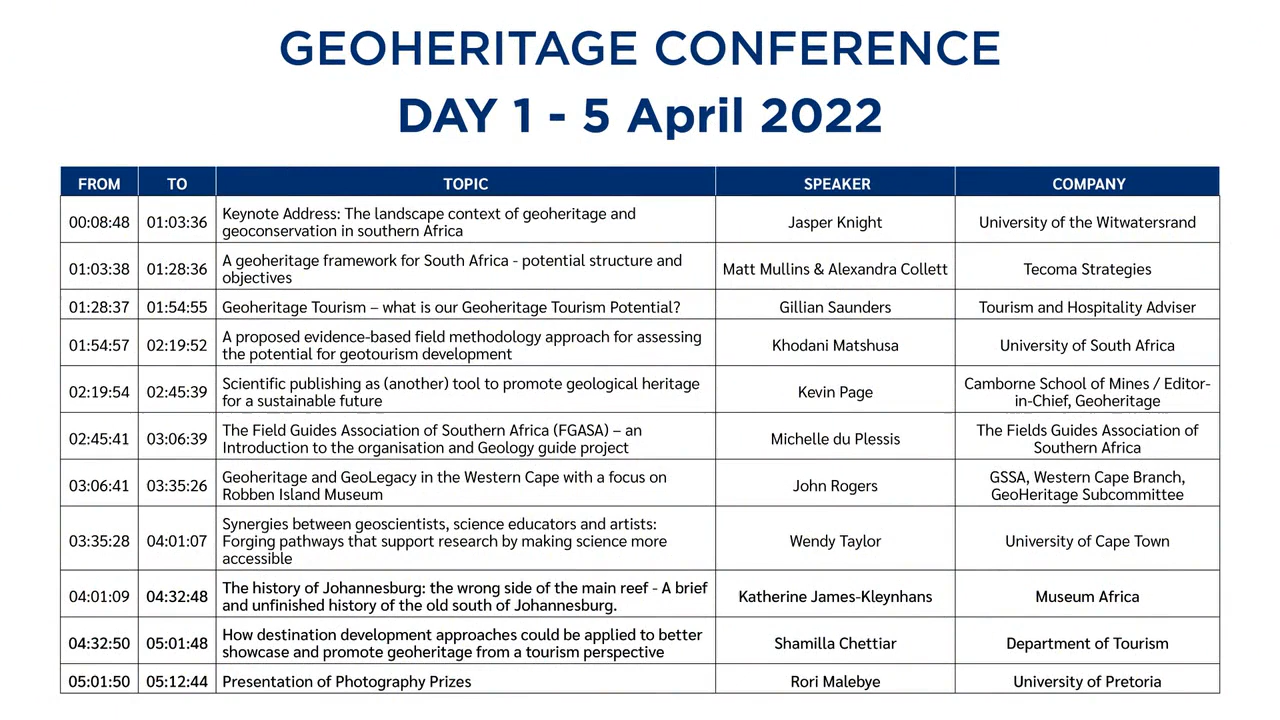 GEOHERITAGE CONFERENCE
DAY 1 - 5 April 2022
FROM TO TOPIC SPEAKER COMPANY
00:08:48 01:03:36 Keynote Address: The landscape context of geoheritage and
geoconservation in southern Africa Jasper Knight University of the Witwatersrand
01:03:38 01:28:36 A geoheritage framework for South Africa - potential structure and
objectives Matt Mullins & Alexandra Collett Tecoma Strategies
01:28:37 01:54:55 Geoheritage Tourism – what is our Geoheritage Tourism Potential? Gillian Saunders Tourism and Hospitality Adviser
01:54:57 02:19:52 A proposed evidence-based field methodology approach for assessing
the potential for geotourism development Khodani Matshusa University of South Africa
02:19:54 02:45:39 Scientific publishing as (another) tool to promote geological heritage
for a sustainable future Kevin Page Camborne School of Mines / Editor-
in-Chief, Geoheritage
02:45:41 03:06:39 The Field Guides Association of Southern Africa (FGASA) – an
Introduction to the organisation and Geology guide project Michelle du Plessis The Fields Guides Association of
Southern Africa
03:06:41 03:35:26 Geoheritage and GeoLegacy in the Western Cape with a focus on
Robben Island Museum John Rogers GSSA, Western Cape Branch,
GeoHeritage Subcommittee
03:35:28 04:01:07 Synergies between geoscientists, science educators and artists:
Forging pathways that support research by making science more
accessible Wendy Taylor University of Cape Town
04:01:09 04:32:48 The history of Johannesburg: the wrong side of the main reef - A brief
and unfinished history of the old south of Johannesburg. Katherine James-Kleynhans Museum Africa
04:32:50 05:01:48 How destination development approaches could be applied to better
showcase and promote geoheritage from a tourism perspective Shamilla Chettiar Department of Tourism
05:01:50 05:12:44 Presentation of Photography Prizes Rori Malebye University of Pretoria